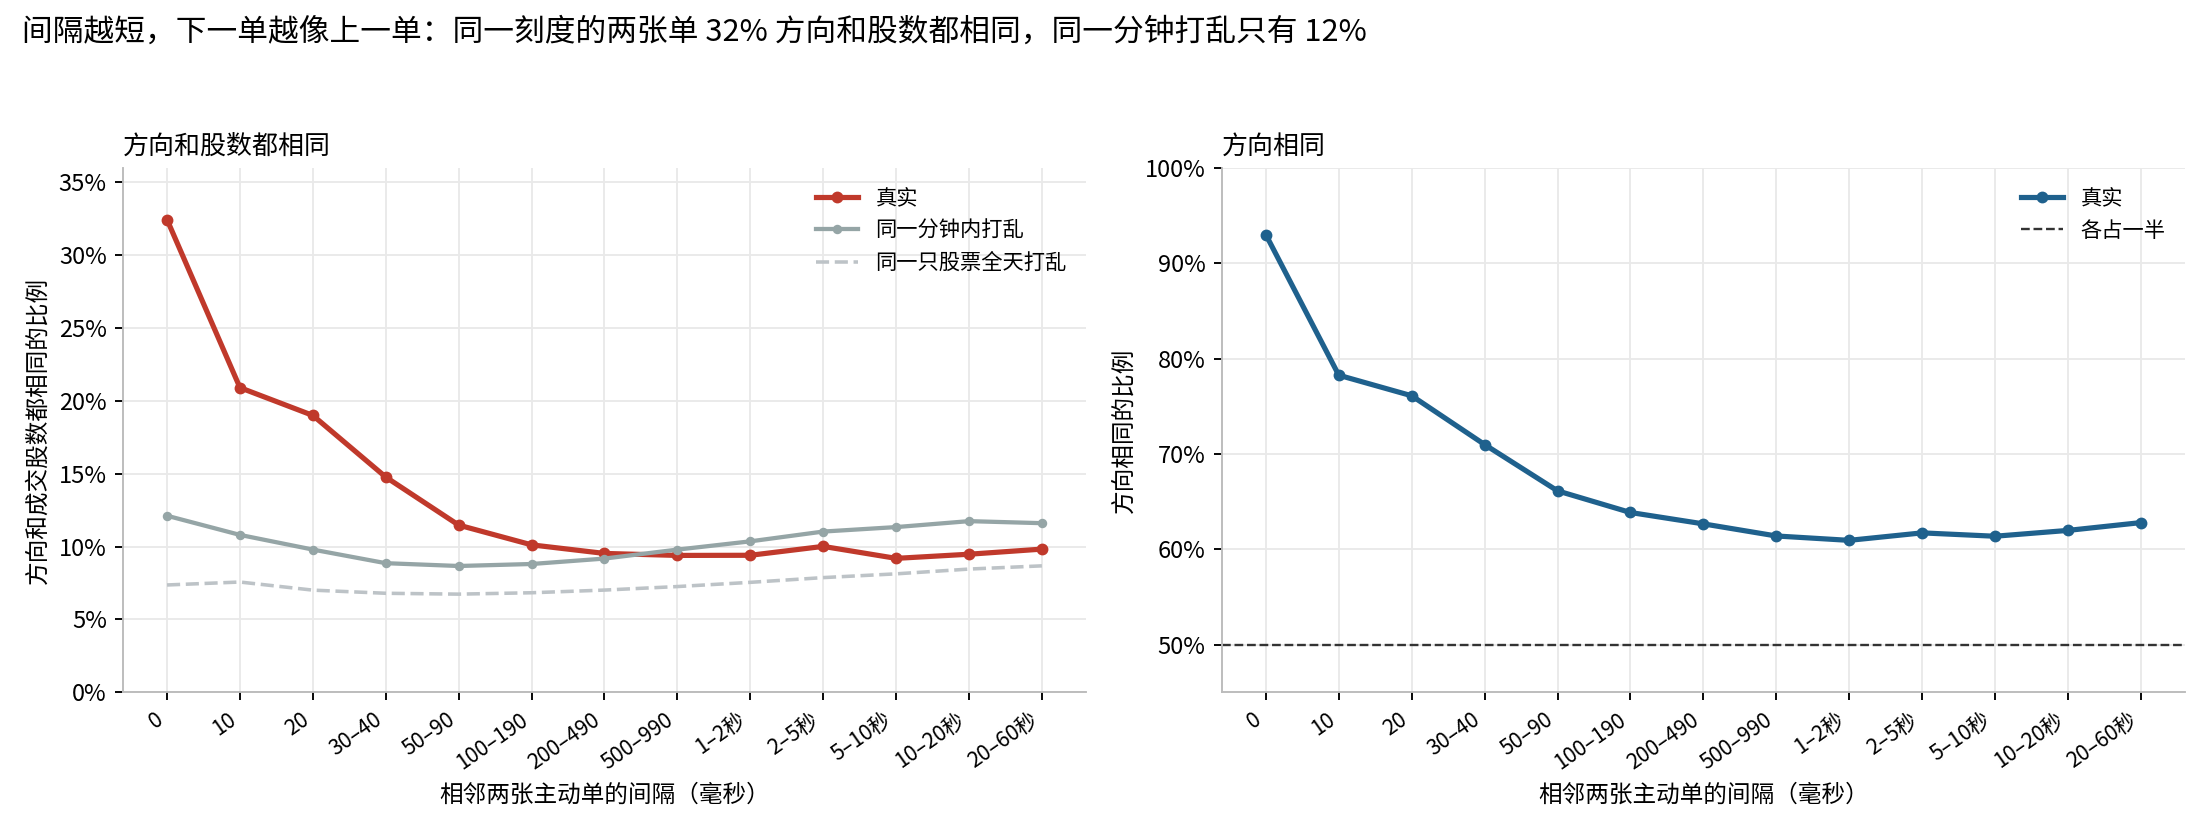 间隔越短，下一单越像上一单：同一刻度的两张单 32% 方向和股数都相同，同一分钟打乱只有 12%
方向和股数都相同
方向和成交股数都相同的比例
35%
30%
25%
20%
15%
10%
5%
0%
真实
同一分钟内打乱
同一只股票全天打乱
0
10
20
30–40
50–90
100–190
200–490
500–990
1–2秒
2–5秒
5–10秒
10–20秒
20–60秒
相邻两张主动单的间隔（毫秒）
方向相同
方向相同的比例
100%
90%
80%
70%
60%
50%
真实
各占一半
0
10
20
30–40
50–90
100–190
200–490
500–990
1–2秒
2–5秒
5–10秒
10–20秒
20–60秒
相邻两张主动单的间隔（毫秒）